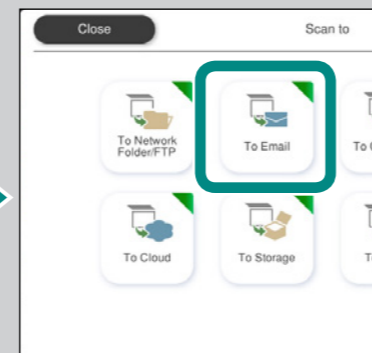 Close
Scan to
To Network
Folder/FTP
To Email
To Cloud
To Storage